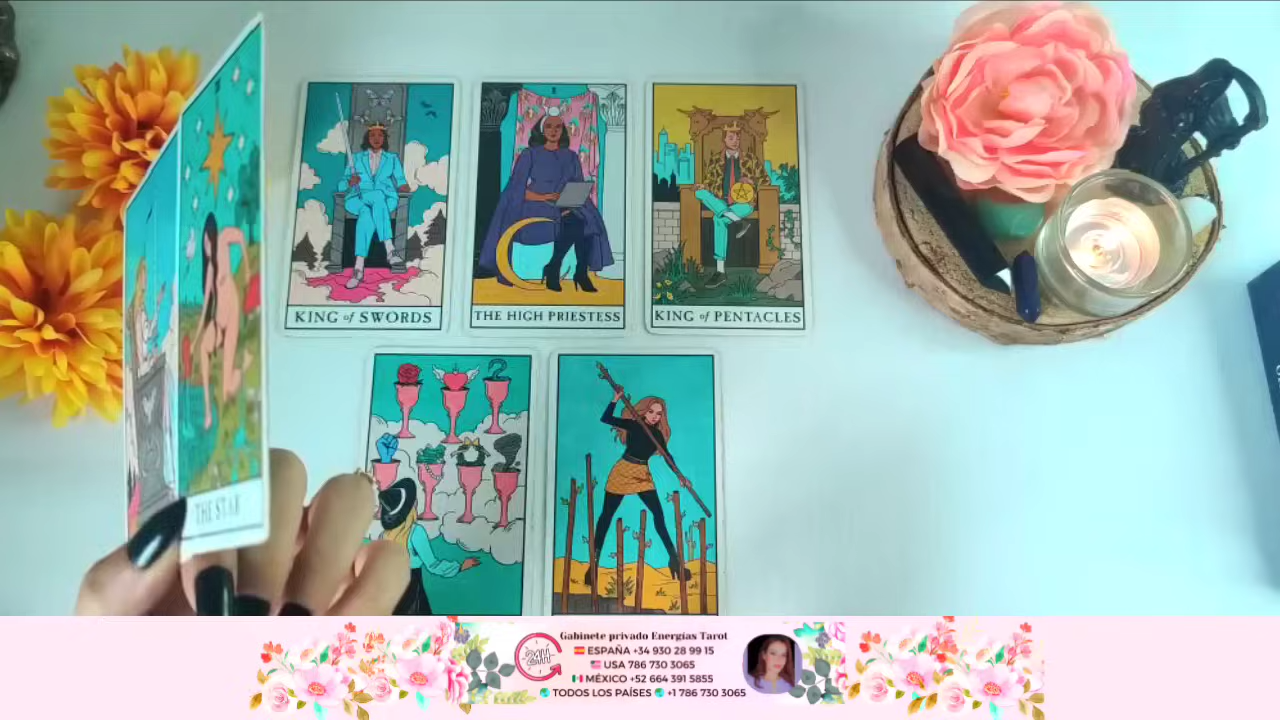 KING of SWORDS
THE HIGH PRIESTESS
KING of PENTACLES
THE STAR
Gabinete privado Energías Tarot
24H
ESPAÑA +34 930 28 99 15
USA 786 730 3065
MÉXICO +52 664 391 5855
TODOS LOS PAÍSES +1 786 730 3065